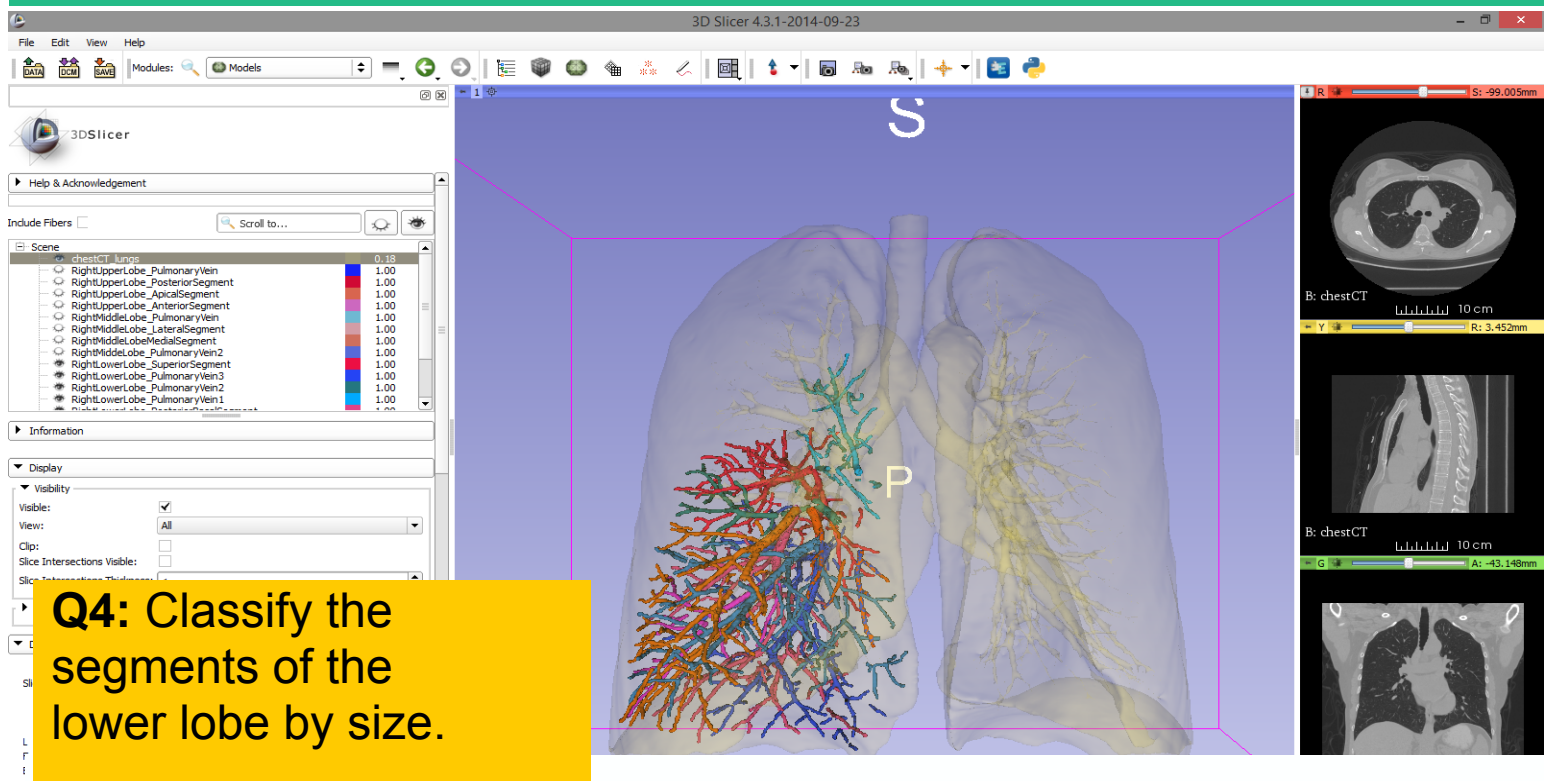 3D Slicer 4.3.1-2014-09-23
File Edit View Help
DATA DCM SAVE Modules: Models
1
R S: -99.005mm
3DSlicer
Help & Acknowledgement
Include Fibers Scroll to...
Scene
chestCT_lungs 0.18
RightUpperLobe_PulmonaryVein 1.00
RightUpperLobe_PosteriorSegment 1.00
RightUpperLobe_ApicalSegment 1.00
RightUpperLobe_AnteriorSegment 1.00
RightMiddleLobe_PulmonaryVein 1.00
RightMiddleLobe_LateralSegment 1.00
RightMiddleLobeMedialSegment 1.00
RightMiddeLobe_PulmonaryVein2 1.00
RightLowerLobe_SuperiorSegment 1.00
RightLowerLobe_PulmonaryVein3 1.00
RightLowerLobe_PulmonaryVein2 1.00
RightLowerLobe_PulmonaryVein1 1.00
Information
Display
Visibility
Visible:
View: All
Clip:
Slice Intersections Visible:
S
P
B: chestCT
10 cm
Y R: 3.452mm
B: chestCT
10 cm
G A: -43.148mm
Q4: Classify the
segments of the
lower lobe by size.